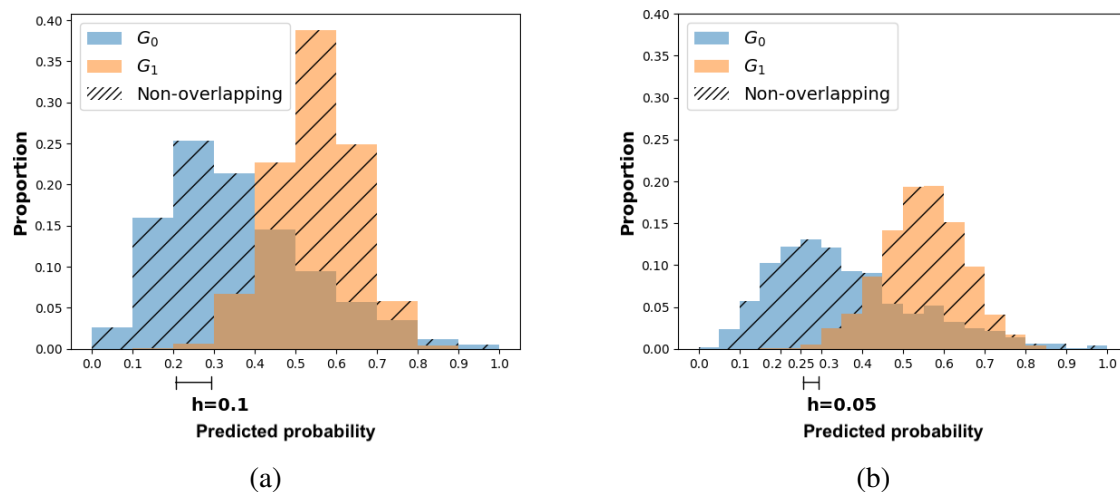 G0
G1
Non-overlapping
0.40
0.35
0.30
0.25
0.20
0.15
0.10
0.05
0.00
Proportion
0.0 0.1 0.2 0.3 0.4 0.5 0.6 0.7 0.8 0.9 1.0
h=0.1
Predicted probability
(a)
G0
G1
Non-overlapping
0.40
0.35
0.30
0.25
0.20
0.15
0.10
0.05
0.00
Proportion
0.0 0.1 0.2 0.25 0.3 0.4 0.5 0.6 0.7 0.8 0.9 1.0
h=0.05
Predicted probability
(b)